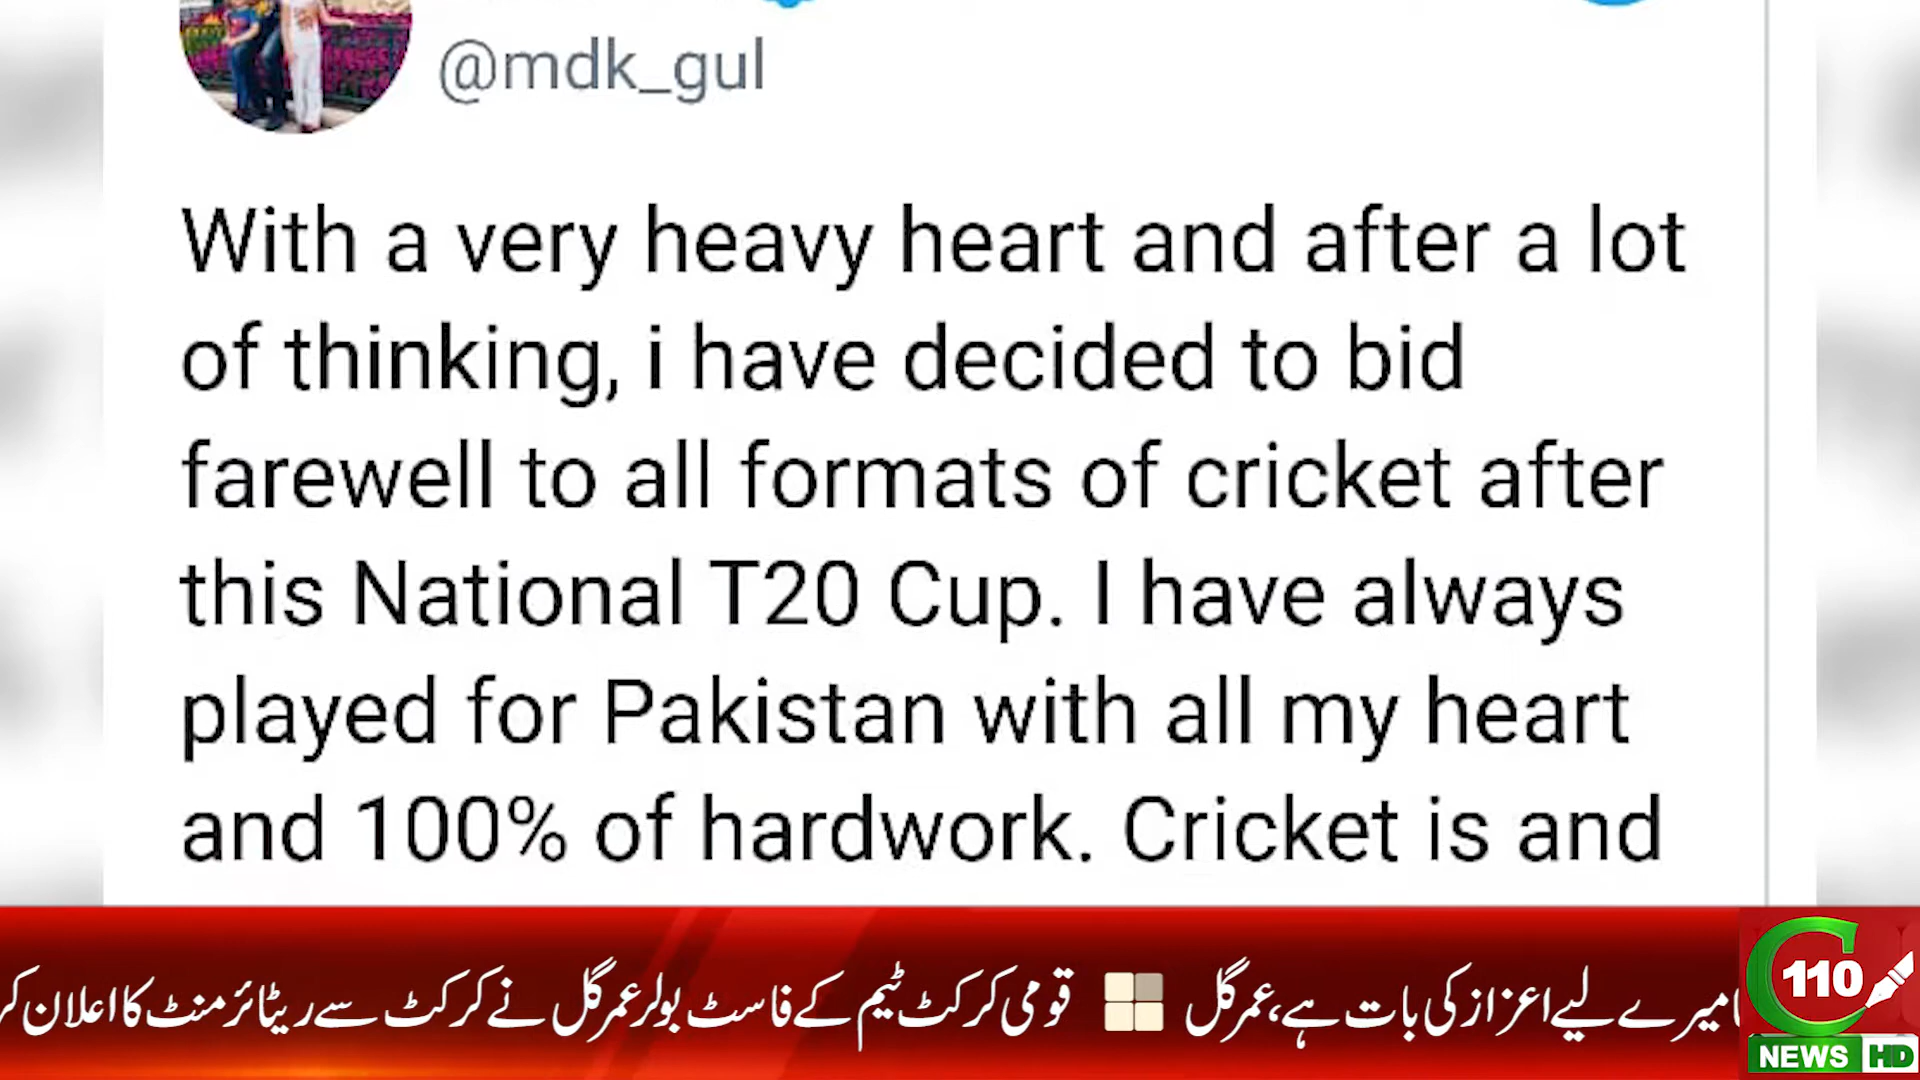 @mdk_gul
With a very heavy heart and after a lot
of thinking, i have decided to bid
farewell to all formats of cricket after
this National T20 Cup. I have always
played for Pakistan with all my heart
and 100% of hardwork. Cricket is and
میرے لیے اعزاز کی بات ہے، عمر گل قومی کرکٹ ٹیم کے فاسٹ بولر عمر گل نے کرکٹ سے ریٹائرمنٹ کا اعلان کر
C
110
NEWS HD